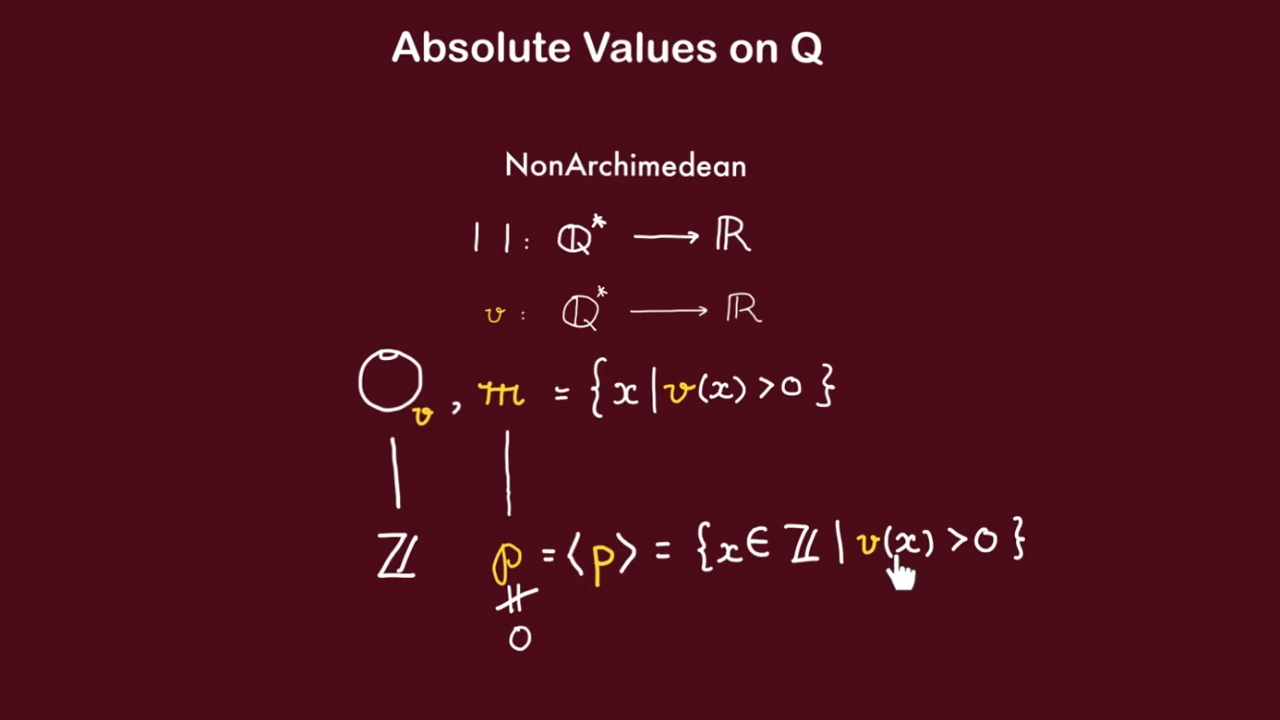 Absolute Values on Q
NonArchimedean
| |: ℚ* ⟶ ℝ
v: ℚ* ⟶ ℝ
O_v, m = {x | v(x) > 0}
| |
ℤ 𝓅 = ⟨p⟩ = {x ∈ ℤ | v(x) > 0}
≠
0